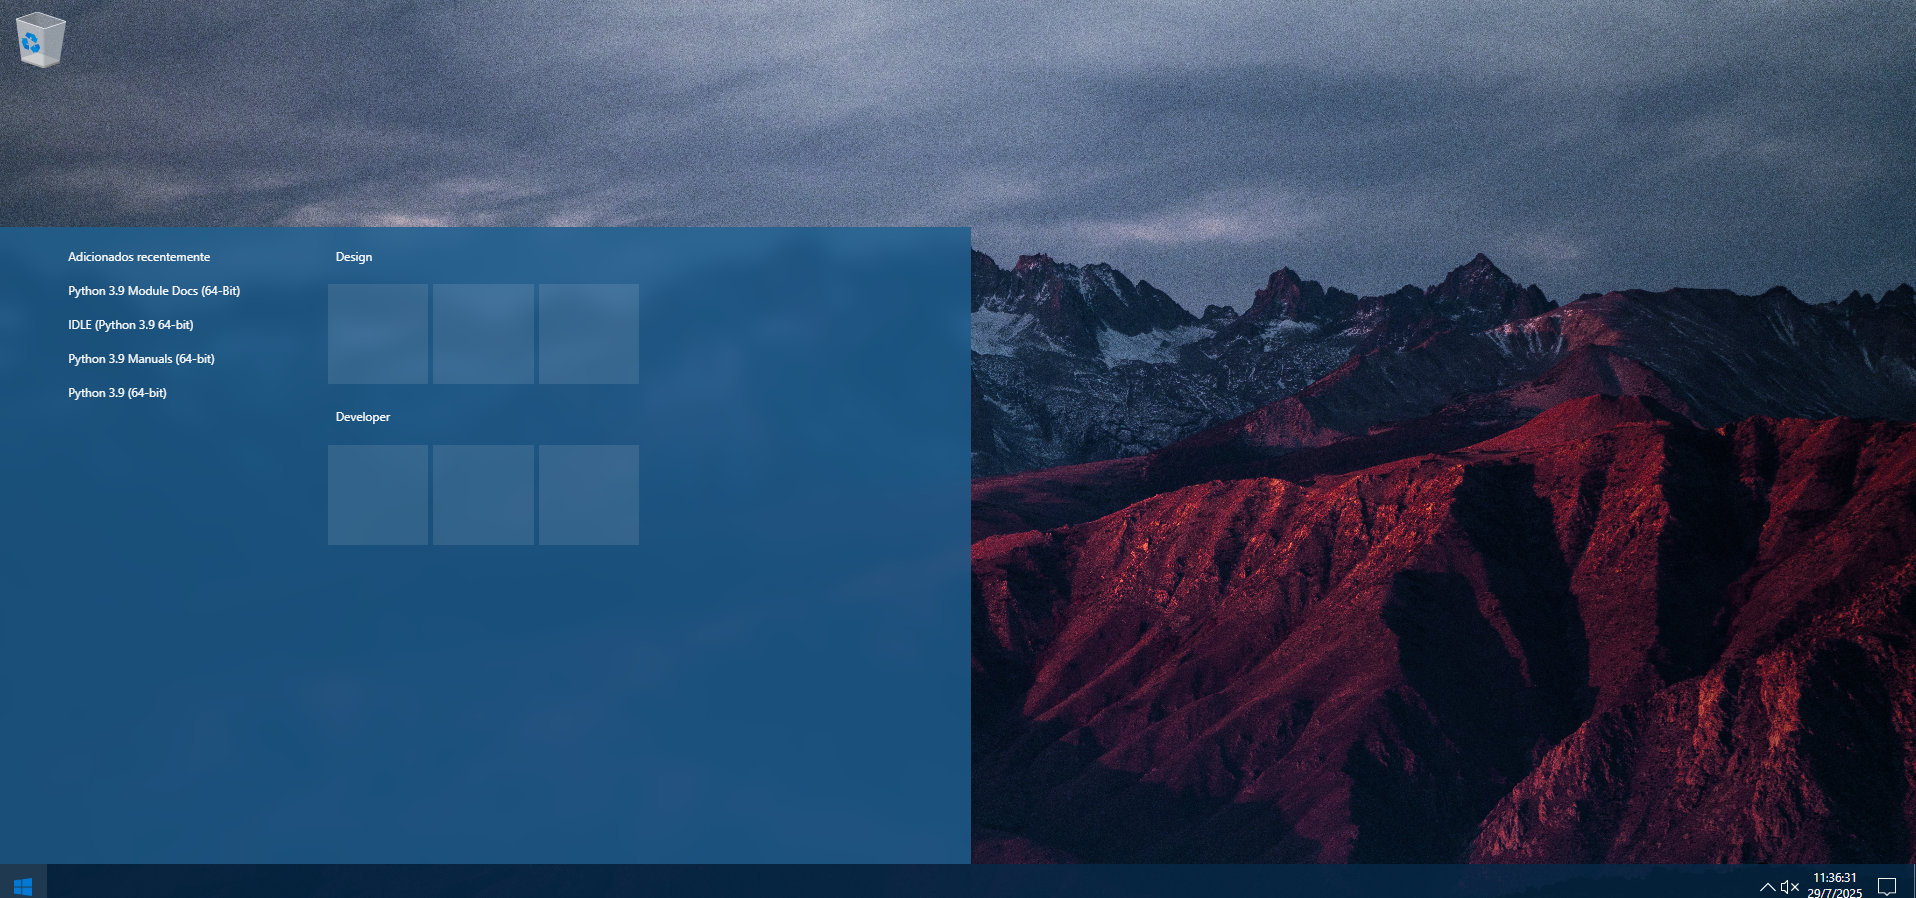 Adicionados recentemente
Python 3.9 Module Docs (64-Bit)
IDLE (Python 3.9 64-bit)
Python 3.9 Manuals (64-bit)
Python 3.9 (64-bit)
Design
Developer
11:36:31
29/7/2025